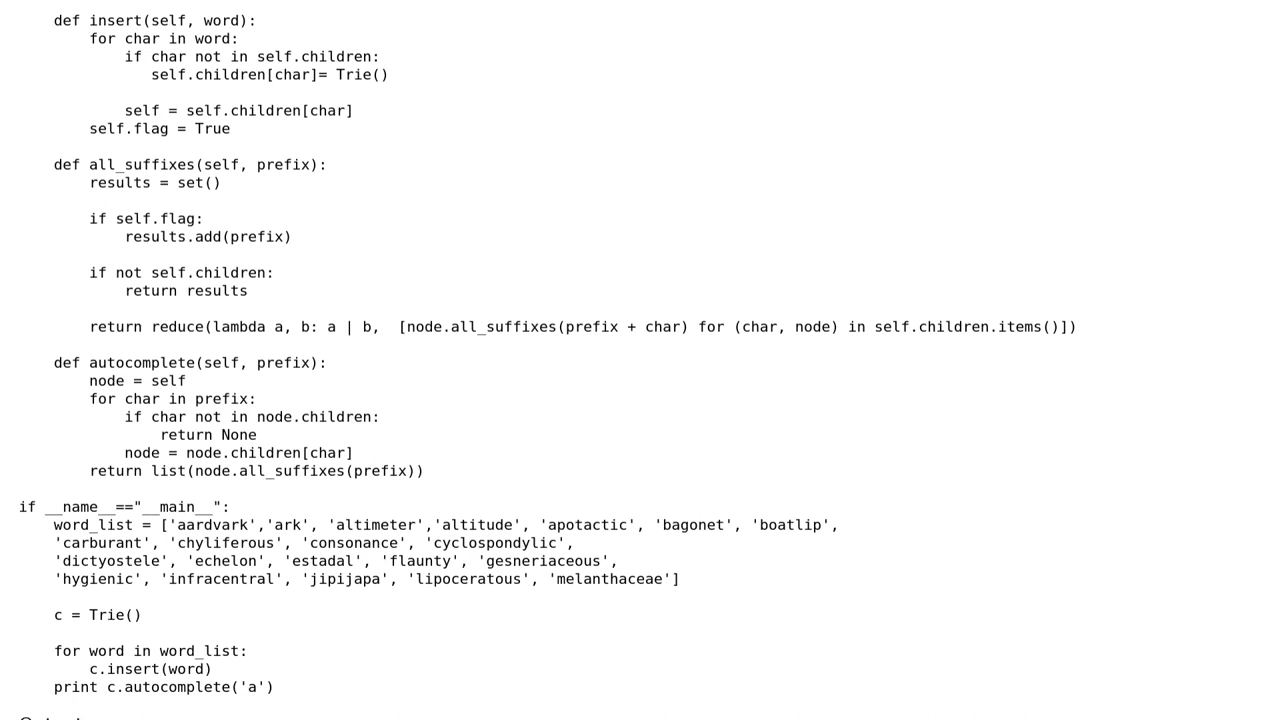 def insert(self, word):
for char in word:
if char not in self.children:
self.children[char]= Trie()
self = self.children[char]
self.flag = True
def all_suffixes(self, prefix):
results = set()
if self.flag:
results.add(prefix)
if not self.children:
return results
return reduce(lambda a, b: a | b,  [node.all_suffixes(prefix + char) for (char, node) in self.children.items()])
def autocomplete(self, prefix):
node = self
for char in prefix:
if char not in node.children:
return None
node = node.children[char]
return list(node.all_suffixes(prefix))
if __name__=="__main__":
word_list = ['aardvark','ark', 'altimeter','altitude', 'apotactic', 'bagonet', 'boatlip',
'carburant', 'chyliferous', 'consonance', 'cyclospondylic',
'dictyostele', 'echelon', 'estadal', 'flaunty', 'gesneriaceous',
'hygienic', 'infracentral', 'jipijapa', 'lipoceratous', 'melanthaceae']
c = Trie()
for word in word_list:
c.insert(word)
print c.autocomplete('a')